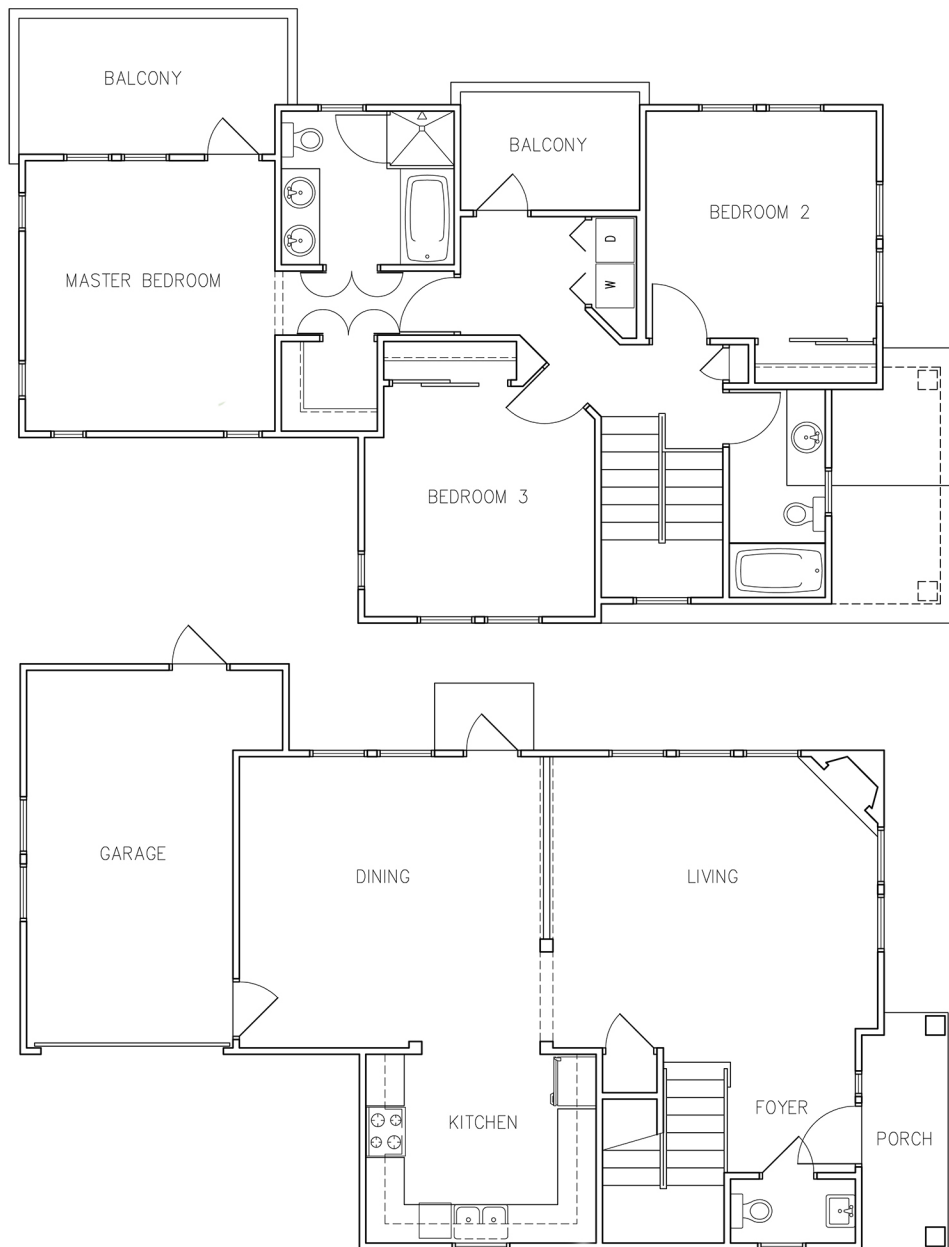 BALCONY
BALCONY
BEDROOM 2
D
MASTER BEDROOM
W
BEDROOM 3
GARAGE
DINING
LIVING
FOYER
KITCHEN
PORCH